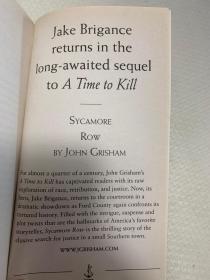 Jake Brigance
returns in the
long-awaited sequel
to A Time to Kill
SYCAMORE
ROW
BY JOHN GRISHAM
For almost a quarter of a century, John Grisham's
A Time to Kill has captivated readers with its raw
exploration of race, retribution, and justice. Now, its
hero, Jake Brigance, returns to the courtroom in a
dramatic showdown as Ford County again confronts its
tortured history. Filled with the intrigue, suspense and
plot twists that are the hallmarks of America's favorite
storyteller, Sycamore Row is the thrilling story of the
elusive search for justice in a small Southern town.
WWW.JGRISHAM.COM